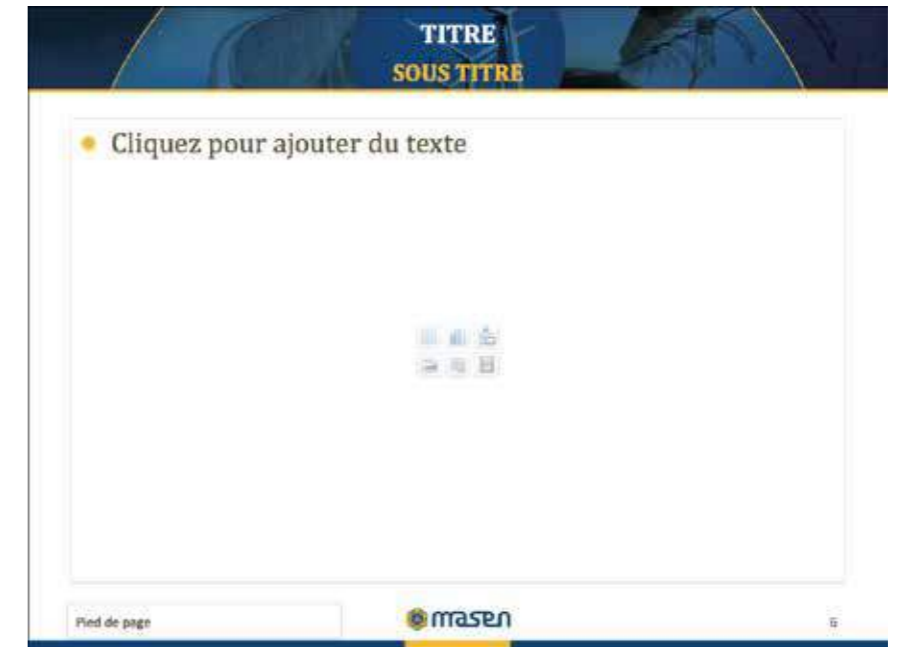 TITRE
SOUS TITRE
Cliquez pour ajouter du texte
Pied de page
masen
6